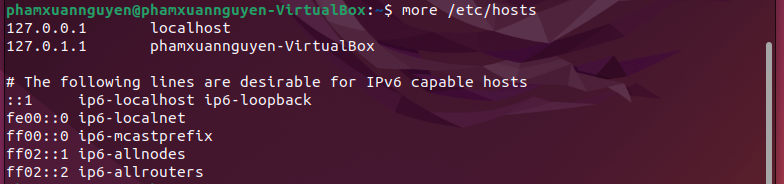 phamxuannguyen@phamxuannguyen-VirtualBox:~$ more /etc/hosts
127.0.0.1 localhost
127.0.1.1 phamxuannguyen-VirtualBox
# The following lines are desirable for IPv6 capable hosts
::1 ip6-localhost ip6-loopback
fe00::0 ip6-localnet
ff00::0 ip6-mcastprefix
ff02::1 ip6-allnodes
ff02::2 ip6-allrouters